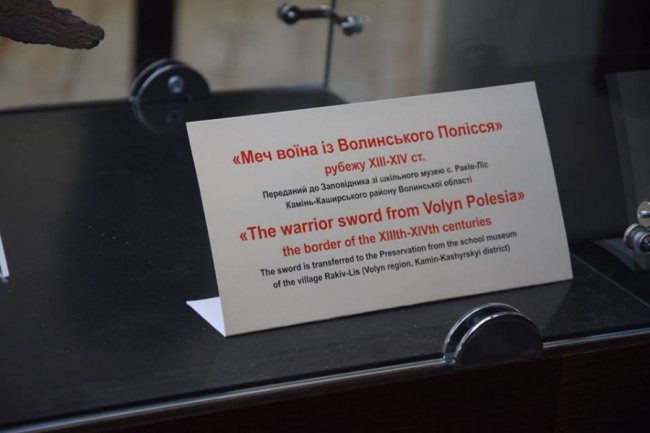 «Меч воїна із Волинського Полісся»
рубежу XIII-XIV ст.
Переданий до Заповідника зі шкільного музею с. Раків-Ліс
Камінь-Каширського району Волинської області
«The warrior sword from Volyn Polesia»
the border of the XIIIth-XIVth centuries
The sword is transferred to the Preservation from the school museum
of the village Rakiv-Lis (Volyn region, Kamin-Kashyrskyi district)